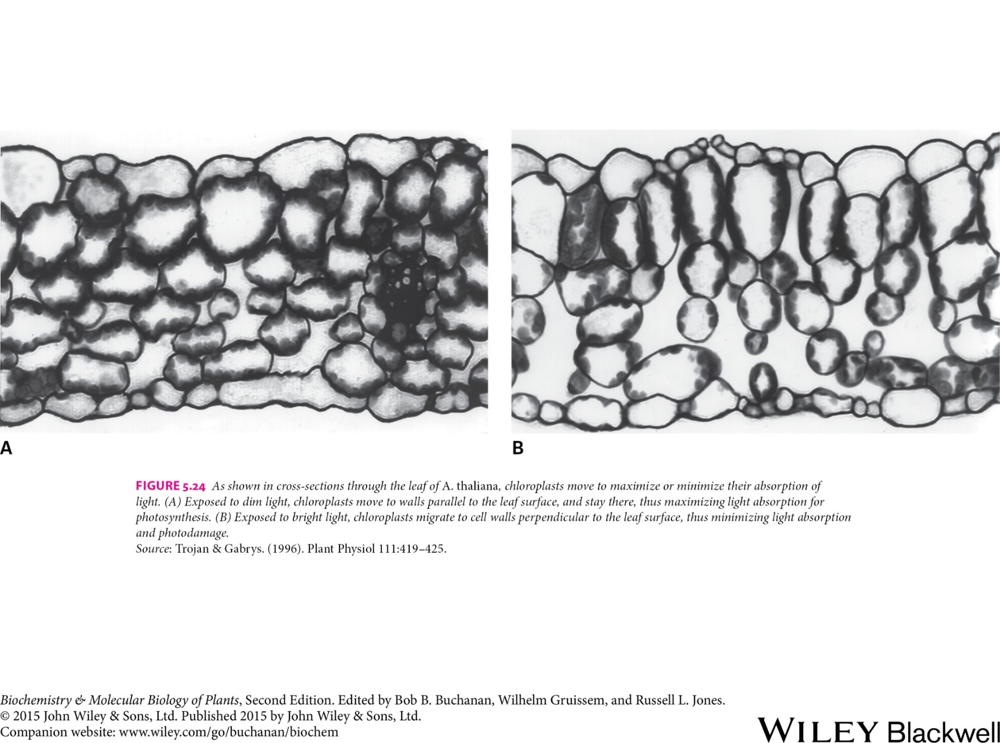 A
B
FIGURE 5.24 As shown in cross-sections through the leaf of A. thaliana, chloroplasts move to maximize or minimize their absorption of
light. (A) Exposed to dim light, chloroplasts move to walls parallel to the leaf surface, and stay there, thus maximizing light absorption for
photosynthesis. (B) Exposed to bright light, chloroplasts migrate to cell walls perpendicular to the leaf surface, thus minimizing light absorption
and photodamage.
Source: Trojan & Gabrys. (1996). Plant Physiol 111:419–425.
Biochemistry & Molecular Biology of Plants, Second Edition. Edited by Bob B. Buchanan, Wilhelm Gruissem, and Russell L. Jones.
© 2015 John Wiley & Sons, Ltd. Published 2015 by John Wiley & Sons, Ltd.
Companion website: www.wiley.com/go/buchanan/biochem
WILEY Blackwell